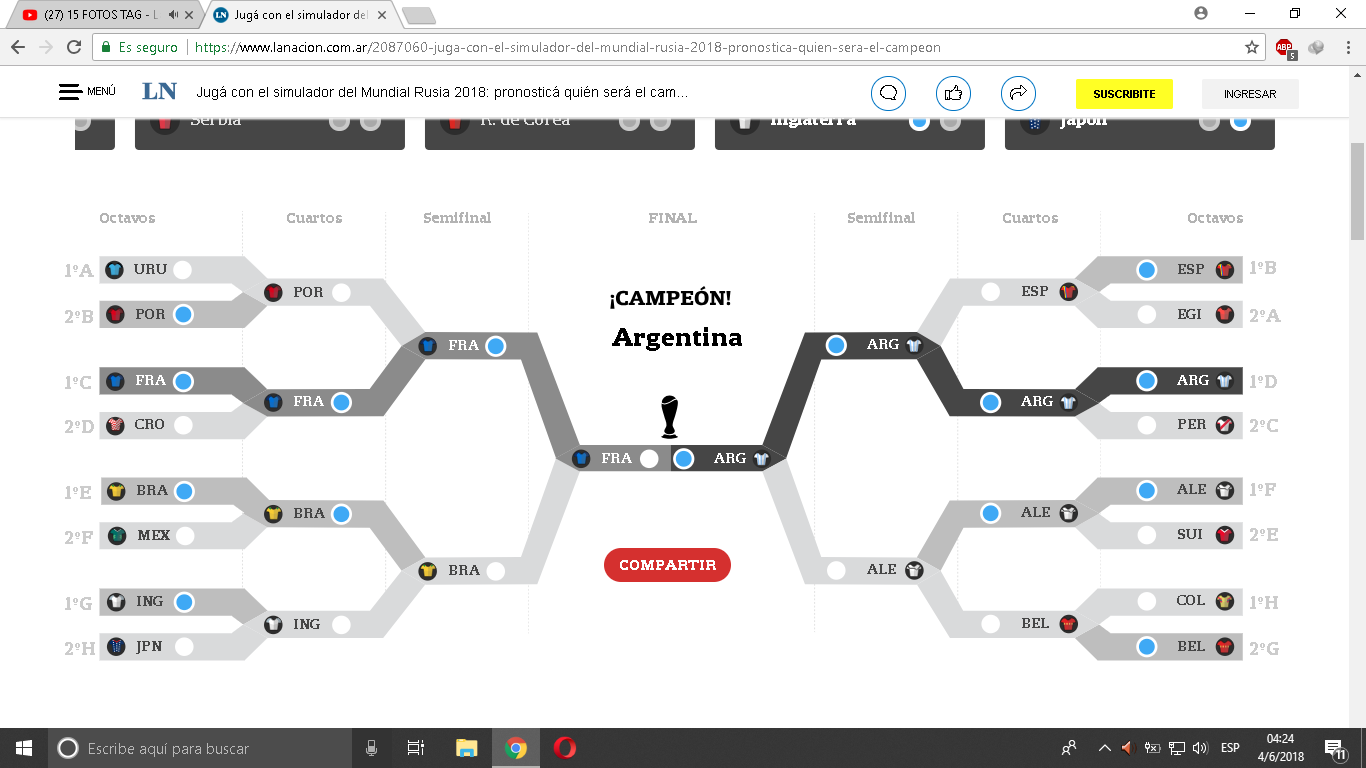 (27) 15 FOTOS TAG - L
Jugá con el simulador del
Es seguro
https://www.lanacion.com.ar/2087060-juga-con-el-simulador-del-mundial-rusia-2018-pronostica-quien-sera-el-campeon
ABP
5
MENÚ
LN
Jugá con el simulador del Mundial Rusia 2018: pronosticá quién será el cam...
SUSCRIBITE
INGRESAR
Serbia
R. de Corea
Inglaterra
Japón
Octavos
Cuartos
Semifinal
FINAL
Semifinal
Cuartos
Octavos
1ºA URU
2ºB POR
POR
1ºC FRA
2ºD CRO
FRA
FRA
1ºE BRA
2ºF MEX
BRA
1ºG ING
2ºH JPN
ING
BRA
¡CAMPEÓN!
Argentina
FRA
ARG
COMPARTIR
ARG
ALE
ESP
ARG
ALE
BEL
ESP 1ºB
EGI 2ºA
ARG 1ºD
PER 2ºC
ALE 1ºF
SUI 2ºE
COL 1ºH
BEL 2ºG
Escribe aquí para buscar
ESP
04:24
4/6/2018
11